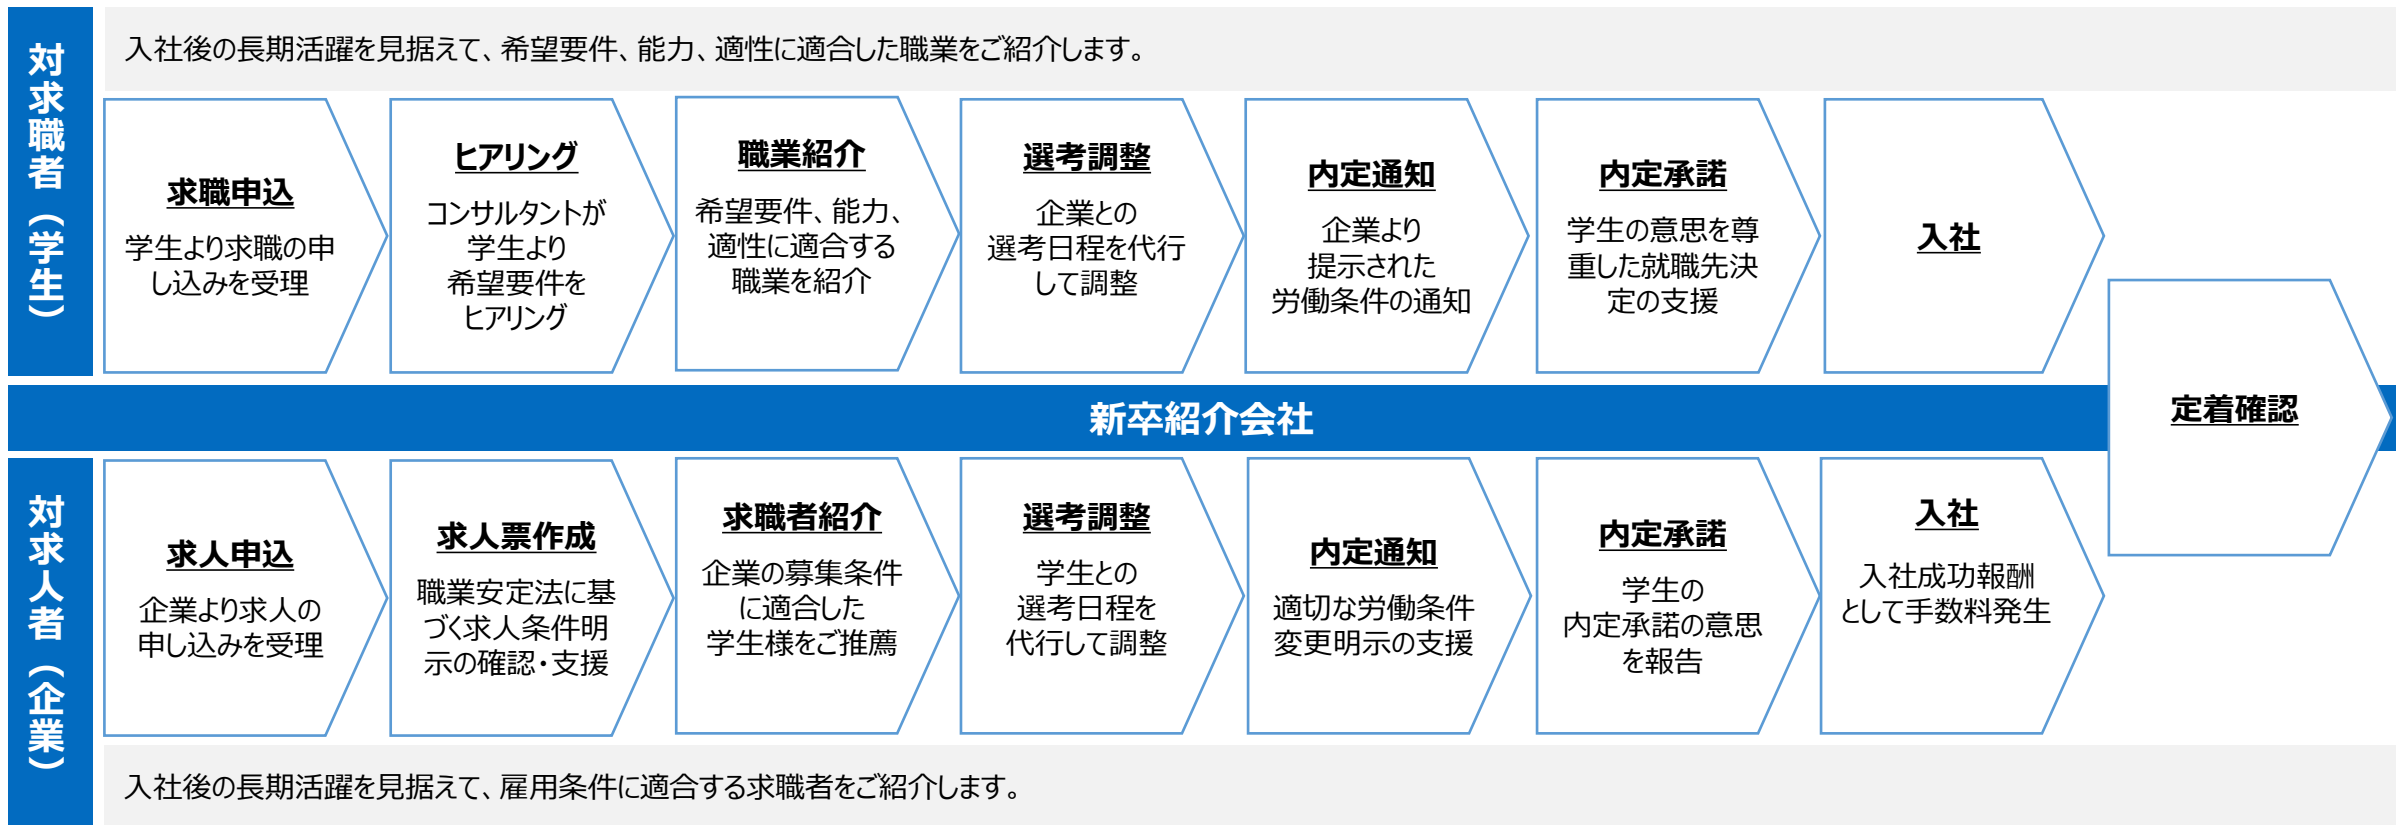 対求職者（学生）
入社後の長期活躍を見据えて、希望要件、能力、適性に適合した職業をご紹介します。
求職申込
学生より求職の申
し込みを受理
ヒアリング
コンサルタントが
学生より
希望要件を
ヒアリング
職業紹介
希望要件、能力、
適性に適合する
職業を紹介
選考調整
企業との
選考日程を代行
して調整
内定通知
企業より
提示された
労働条件の通知
内定承諾
学生の意思を尊
重した就職先決
定の支援
入社
定着確認
新卒紹介会社
対求人者（企業）
求人申込
企業より求人の
申し込みを受理
求人票作成
職業安定法に基
づく求人条件明
示の確認・支援
求職者紹介
企業の募集条件
に適合した
学生様をご推薦
選考調整
学生との
選考日程を
代行して調整
内定通知
適切な労働条件
変更明示の支援
内定承諾
学生の
内定承諾の意思
を報告
入社
入社成功報酬
として手数料発生
入社後の長期活躍を見据えて、雇用条件に適合する求職者をご紹介します。